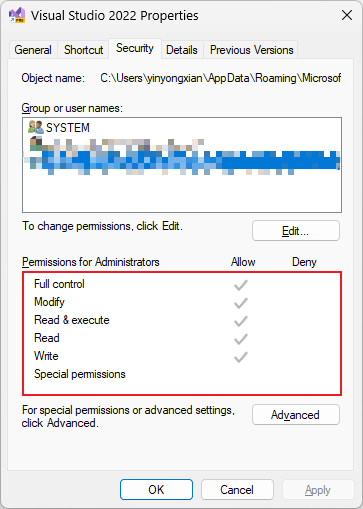 Visual Studio 2022 Properties
General Shortcut Security Details Previous Versions
Object name: C:\Users\yinyongxian\AppData\Roaming\Microsof
Group or user names:
SYSTEM
To change permissions, click Edit.
Edit...
Permissions for Administrators Allow Deny
Full control
Modify
Read & execute
Read
Write
Special permissions
For special permissions or advanced settings,
click Advanced.
Advanced
OK Cancel Apply